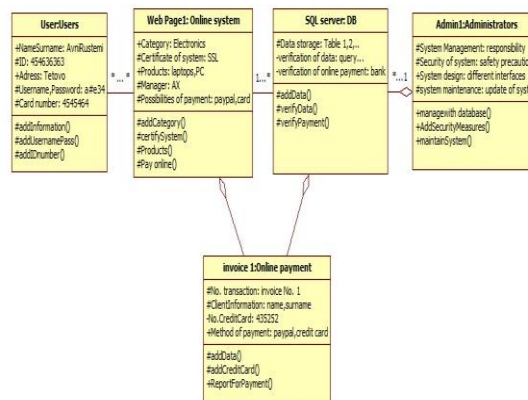 User:Users
+NameSurname: AvniRustemi
#ID: 454636363
#Adress: Tetovo
#Username,Password: a#e34
#Card number: 4545464
#addInformation()
#addUsernamePass()
#addIDnumber()
*...*
Web Page1: Online system
+Category: Electronics
#Certificate of system: SSL
+Products: laptops,PC
#Manager: AX
#Possibilities of payment: paypal,card
#addCategory()
#certifySystem()
#Products()
#Pay online()
1...*
SQL server: DB
#Data storage: Table 1,2,..
-verification of data: query...
-verification of online payment: bank
#addData()
#verifyData()
#verifyPayment()
*...1
Admin1:Administrators
#System Management: responsbility
#Security of system: safety precautio
+System design: different interfaces
#system maintenance: update of syst
#managewith database()
+AddSecurityMeasures()
+maintainSystem()
invoice 1:Online payment
#No. transaction: invoice No. 1
#ClientInformation: name,surname
-No.CreditCard: 435252
+Method of payment: paypal,credit card
#addData()
#addCreditCard()
+ReportForPayment()